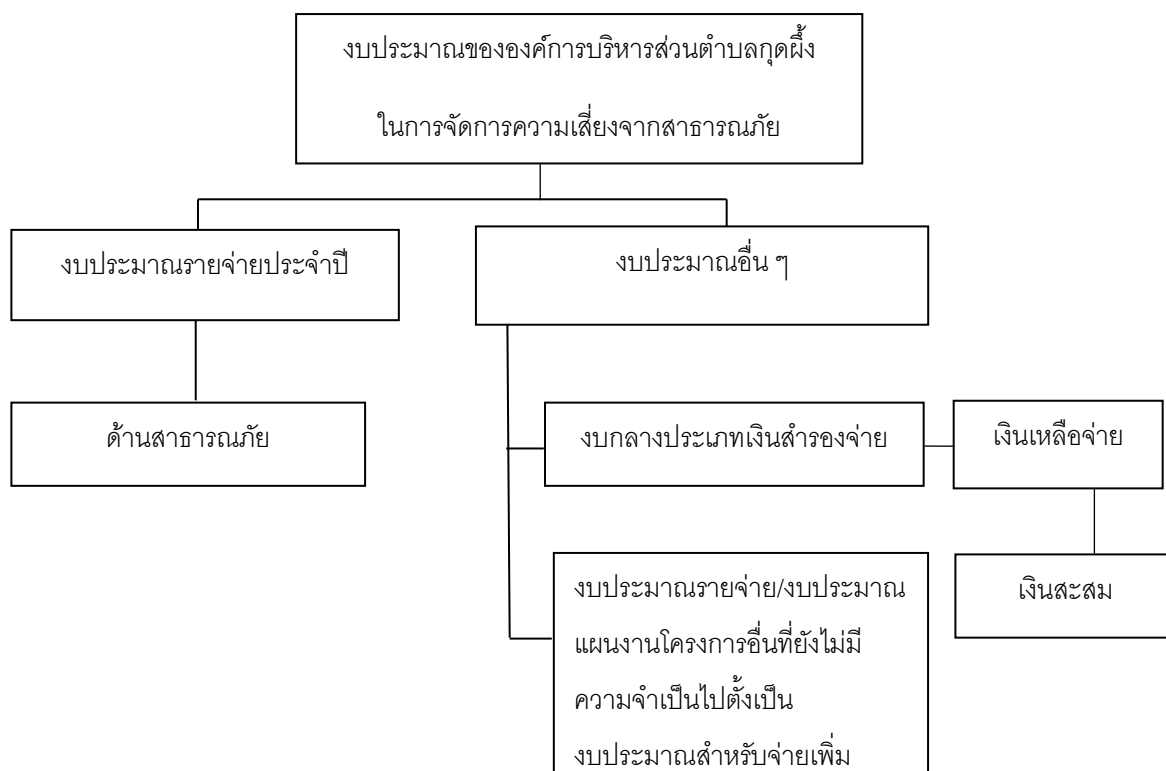 งบประมาณขององค์การบริหารส่วนตำบลกุดผึ้ง
ในการจัดการความเสี่ยงจากสาธารณภัย
งบประมาณรายจ่ายประจำปี
งบประมาณอื่น ๆ
ด้านสาธารณภัย
งบกลางประเภทเงินสำรองจ่าย
เงินเหลือจ่าย
งบประมาณรายจ่าย/งบประมาณ
แผนงานโครงการอื่นที่ยังไม่มี
ความจำเป็นไปตั้งเป็น
งบประมาณสำหรับจ่ายเพิ่ม
เงินสะสม